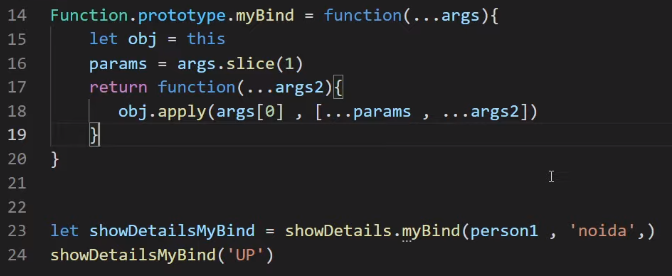 14 Function.prototype.myBind = function(...args){
15 let obj = this
16 params = args.slice(1)
17 return function(...args2){
18 obj.apply(args[0] , [...params , ...args2])
19 }
20 }
21
22
23 let showDetailsMyBind = showDetails.myBind(person1 , 'noida',)
24 showDetailsMyBind('UP')